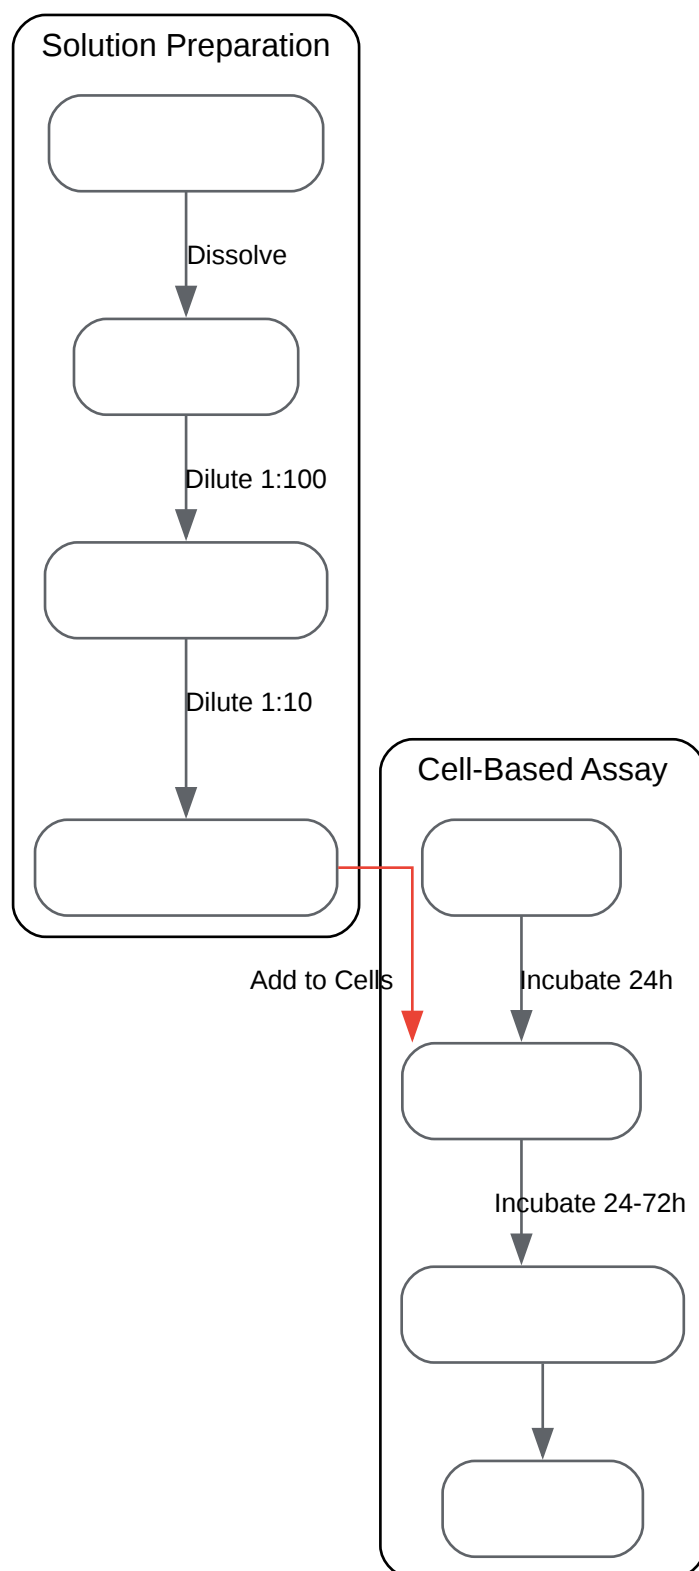 Solution Preparation
Dissolve
Dilute 1:100
Dilute 1:10
Cell-Based Assay
Add to Cells
Incubate 24h
Incubate 24-72h